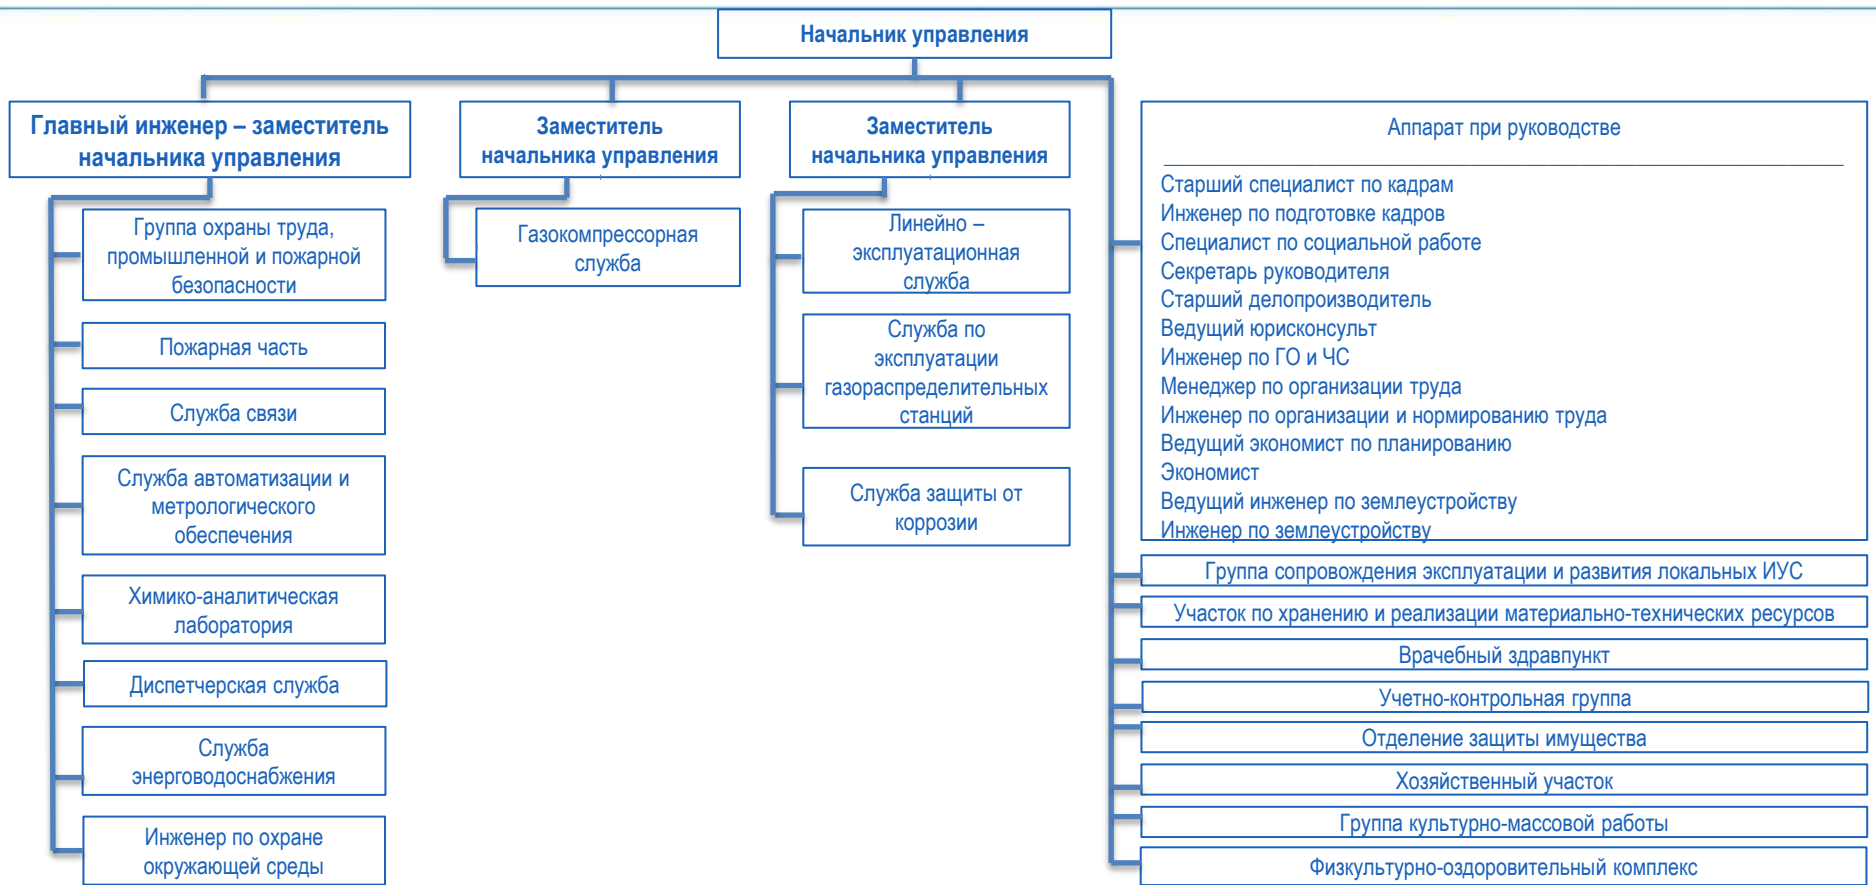 Начальник управления
Главный инженер – заместитель
начальника управления
Группа охраны труда,
промышленной и пожарной
безопасности
Пожарная часть
Служба связи
Служба автоматизации и
метрологического
обеспечения
Химико-аналитическая
лаборатория
Диспетчерская служба
Служба
энерговодоснабжения
Инженер по охране
окружающей среды
Заместитель
начальника управления
Газокомпрессорная
служба
Заместитель
начальника управления
Линейно –
эксплуатационная
служба
Служба по
эксплуатации
газораспределительных
станций
Служба защиты от
коррозии
Аппарат при руководстве
Старший специалист по кадрам
Инженер по подготовке кадров
Специалист по социальной работе
Секретарь руководителя
Старший делопроизводитель
Ведущий юрисконсульт
Инженер по ГО и ЧС
Менеджер по организации труда
Инженер по организации и нормированию труда
Ведущий экономист по планированию
Экономист
Ведущий инженер по землеустройству
Инженер по землеустройству
Группа сопровождения эксплуатации и развития локальных ИУС
Участок по хранению и реализации материально-технических ресурсов
Врачебный здравпункт
Учетно-контрольная группа
Отделение защиты имущества
Хозяйственный участок
Группа культурно-массовой работы
Физкультурно-оздоровительный комплекс